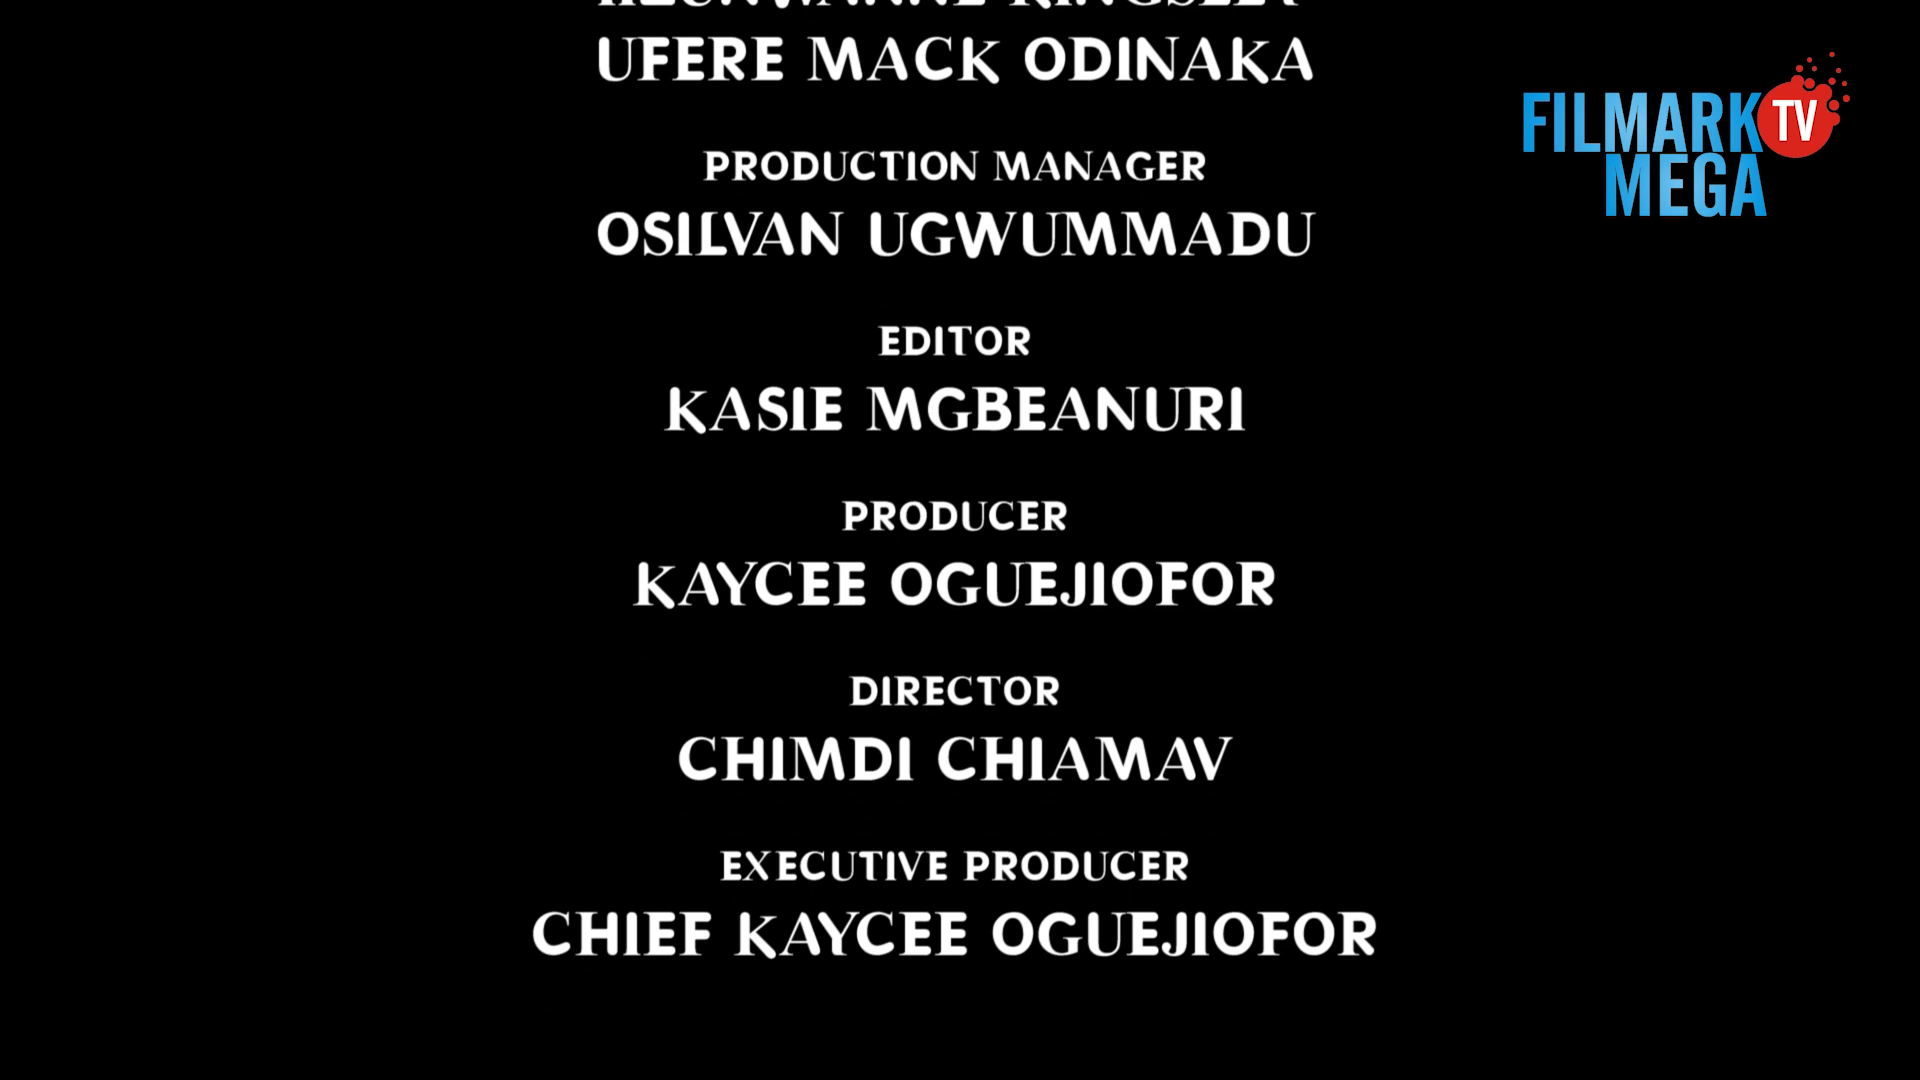 UFERE MACK ODINAKA
PRODUCTION MANAGER
OSILVAN UGWUMMADU
EDITOR
KASIE MGBEANURI
PRODUCER
KAYCEE OGUEJIOFOR
DIRECTOR
CHIMDI CHIAMAV
EXECUTIVE PRODUCER
CHIEF KAYCEE OGUEJIOFOR
FILMARK TV
MEGA